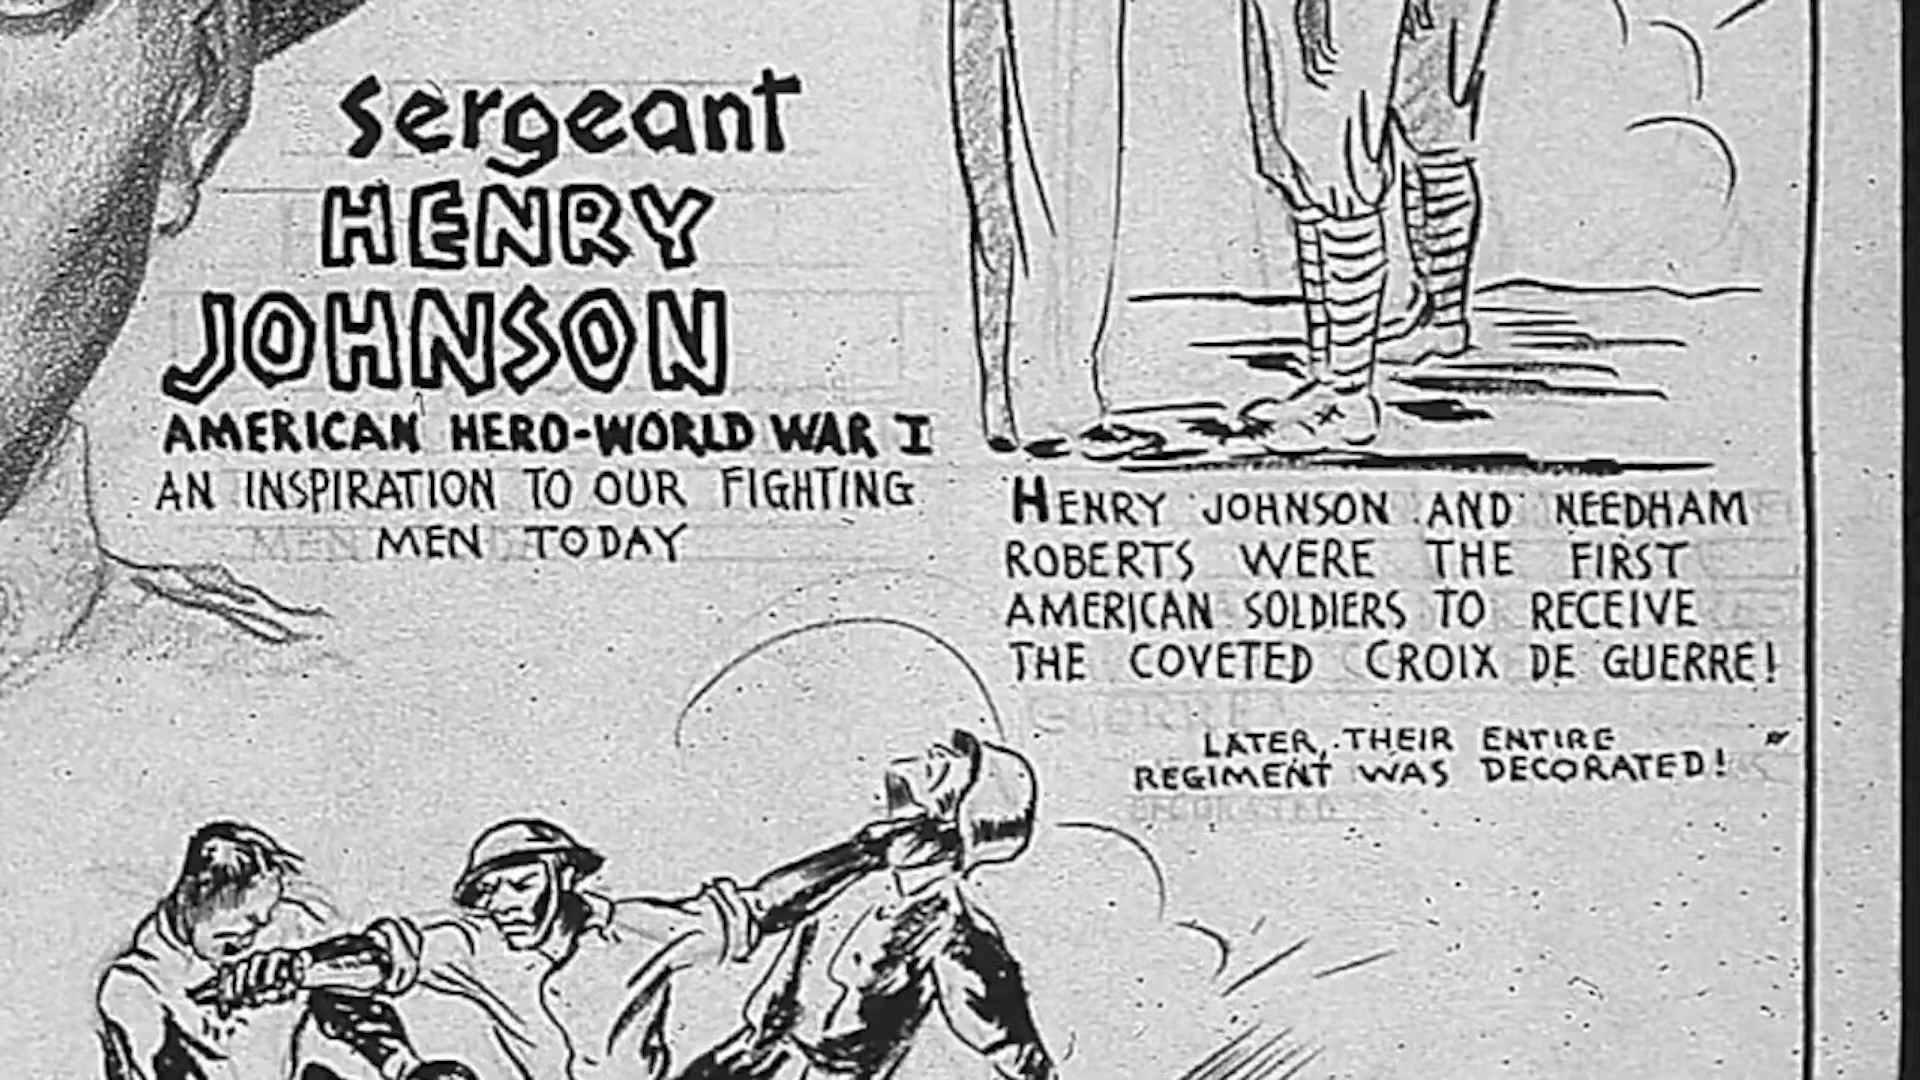 sergeant
HENRY
JOHNSON
AMERICAN HERO-WORLD WAR I
AN INSPIRATION TO OUR FIGHTING
MEN TODAY
HENRY JOHNSON AND NEEDHAM
ROBERTS WERE THE FIRST
AMERICAN SOLDIERS TO RECEIVE
THE COVETED CROIX DE GUERRE!
LATER, THEIR ENTIRE
REGIMENT WAS DECORATED!